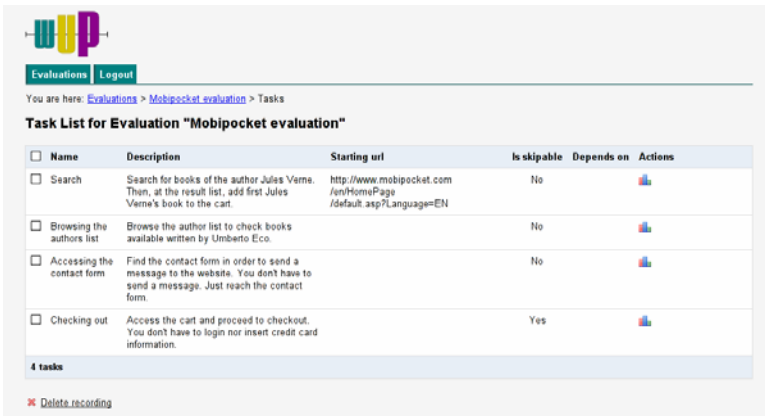 wUP
Evaluations Logout
You are here: Evaluations > Mobipocket evaluation > Tasks
Task List for Evaluation "Mobipocket evaluation"
Name Description Starting url Is skipable Depends on Actions
Search Search for books of the author Jules Verne. http://www.mobipocket.com No
Then, at the result list, add first Jules /en/HomePage
Verne's book to the cart. /default.asp?Language=EN
Browsing the Browse the author list to check books No
authors list available written by Umberto Eco.
Accessing the Find the contact form in order to send a No
contact form message to the website. You don't have to
send a message. Just reach the contact
form.
Checking out Access the cart and proceed to checkout. Yes
You don't have to login nor insert credit card
information.
4 tasks
Delete recording